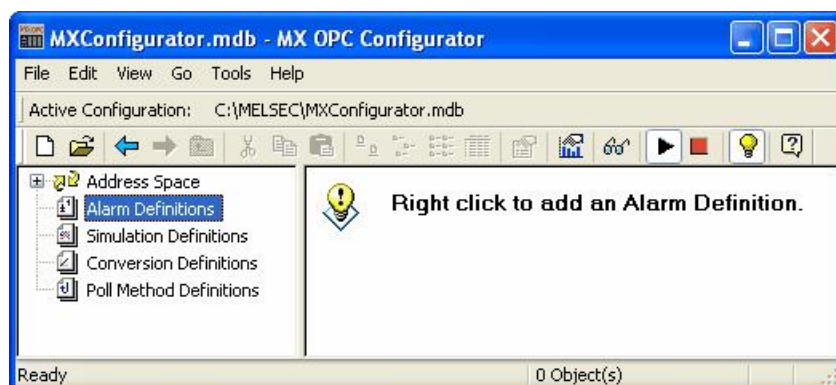 MXConfigurator.mdb - MX OPC Configurator
File Edit View Go Tools Help
Active Configuration: C:\MELSEC\MXConfigurator.mdb
Address Space
Alarm Definitions
Simulation Definitions
Conversion Definitions
Poll Method Definitions
Right click to add an Alarm Definition.
Ready 0 Object(s)